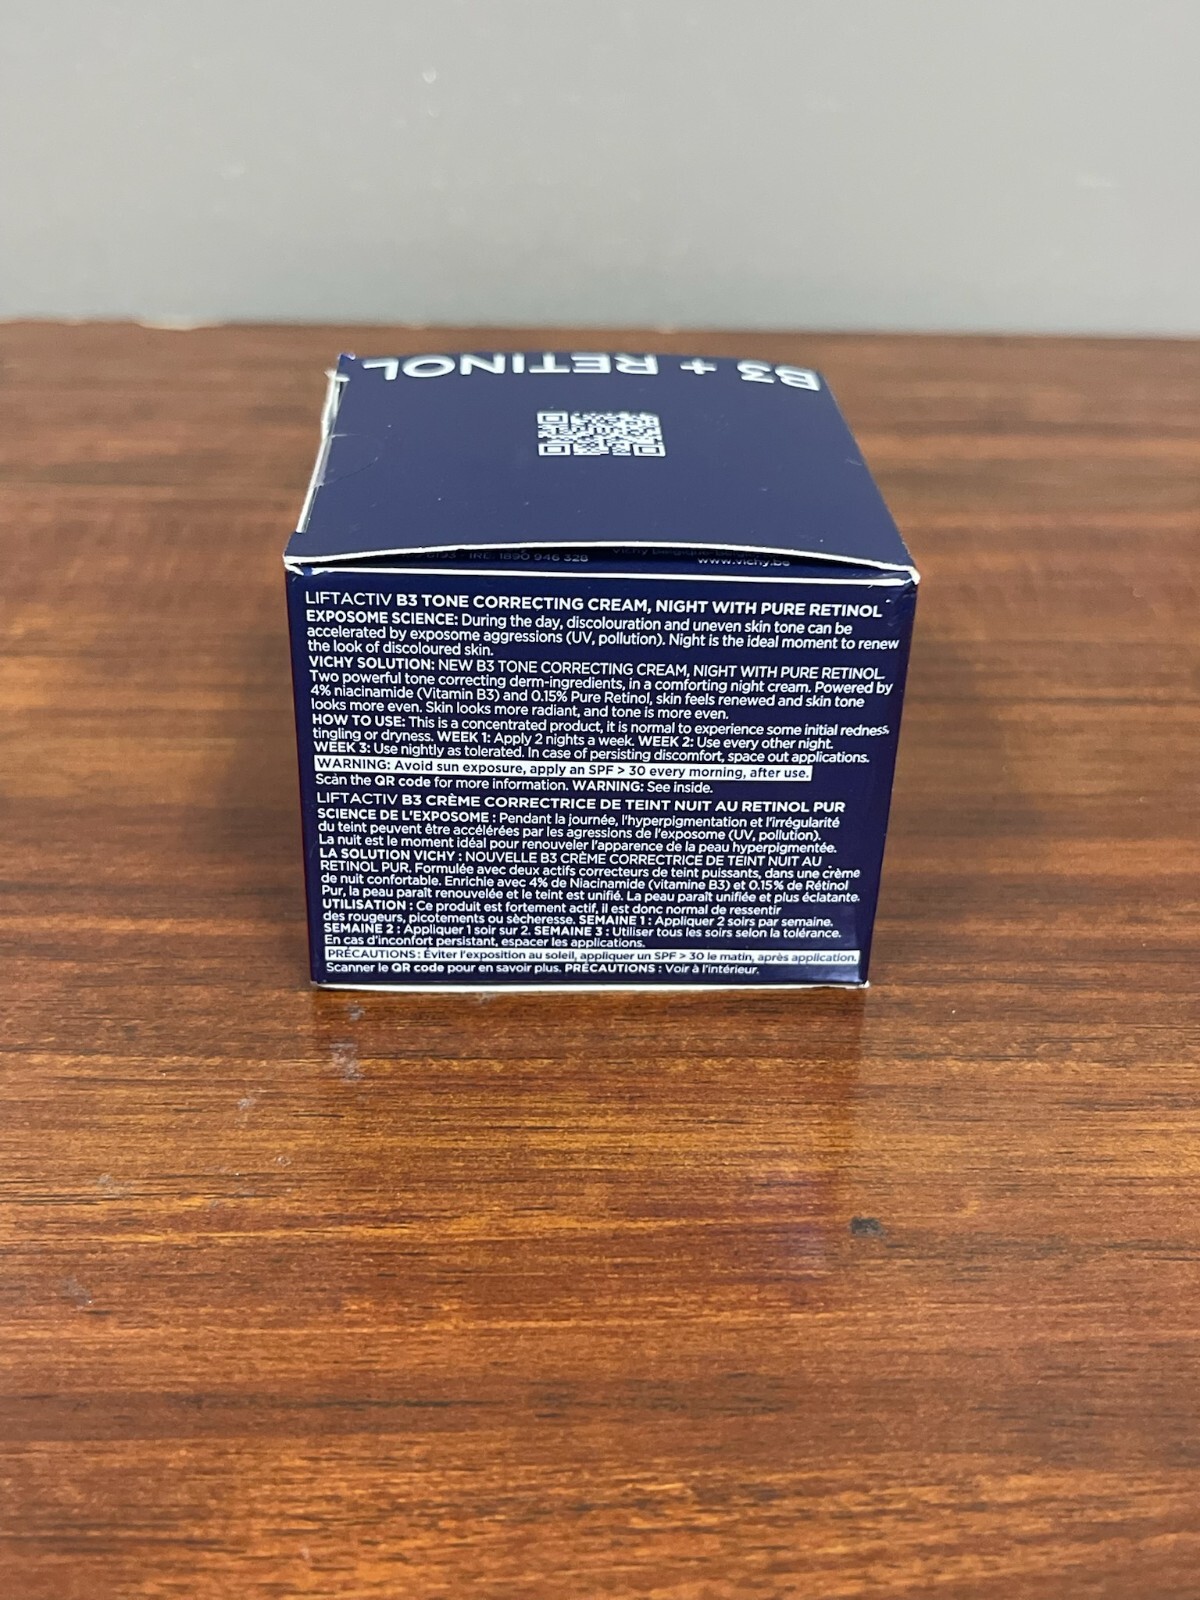 B3 + RETINOL
IRL: 1890 946 328
www.vichy.be
LIFTACTIV B3 TONE CORRECTING CREAM, NIGHT WITH PURE RETINOL
EXPOSOME SCIENCE: During the day, discolouration and uneven skin tone can be
accelerated by exposome aggressions (UV, pollution). Night is the ideal moment to renew
the look of discoloured skin.
VICHY SOLUTION: NEW B3 TONE CORRECTING CREAM, NIGHT WITH PURE RETINOL.
Two powerful tone correcting derm-ingredients, in a comforting night cream. Powered by
4% niacinamide (Vitamin B3) and 0.15% Pure Retinol, skin feels renewed and skin tone
looks more even. Skin looks more radiant, and tone is more even.
HOW TO USE: This is a concentrated product, it is normal to experience some initial redness,
tingling or dryness. WEEK 1: Apply 2 nights a week. WEEK 2: Use every other night.
WEEK 3: Use nightly as tolerated. In case of persisting discomfort, space out applications.
WARNING: Avoid sun exposure, apply an SPF > 30 every morning, after use.
Scan the QR code for more information. WARNING: See inside.
LIFTACTIV B3 CRÈME CORRECTRICE DE TEINT NUIT AU RETINOL PUR
SCIENCE DE L'EXPOSOME : Pendant la journée, l'hyperpigmentation et l'irrégularité
du teint peuvent être accélérées par les agressions de l'exposome (UV, pollution).
La nuit est le moment idéal pour renouveler l'apparence de la peau hyperpigmentée.
LA SOLUTION VICHY : NOUVELLE B3 CRÈME CORRECTRICE DE TEINT NUIT AU
RETINOL PUR. Formulée avec deux actifs correcteurs de teint puissants, dans une crème
de nuit confortable. Enrichie avec 4% de Niacinamide (vitamine B3) et 0.15% de Rétinol
Pur, la peau paraît renouvelée et le teint est unifié. La peau paraît unifiée et plus éclatante.
UTILISATION : Ce produit est fortement actif, il est donc normal de ressentir
des rougeurs, picotements ou sècheresse. SEMAINE 1 : Appliquer 2 soirs par semaine.
SEMAINE 2 : Appliquer 1 soir sur 2. SEMAINE 3 : Utiliser tous les soirs selon la tolérance.
En cas d'inconfort persistant, espacer les applications.
PRÉCAUTIONS : Éviter l'exposition au soleil, appliquer un SPF > 30 le matin, après application.
Scanner le QR code pour en savoir plus. PRÉCAUTIONS : Voir à l'intérieur.